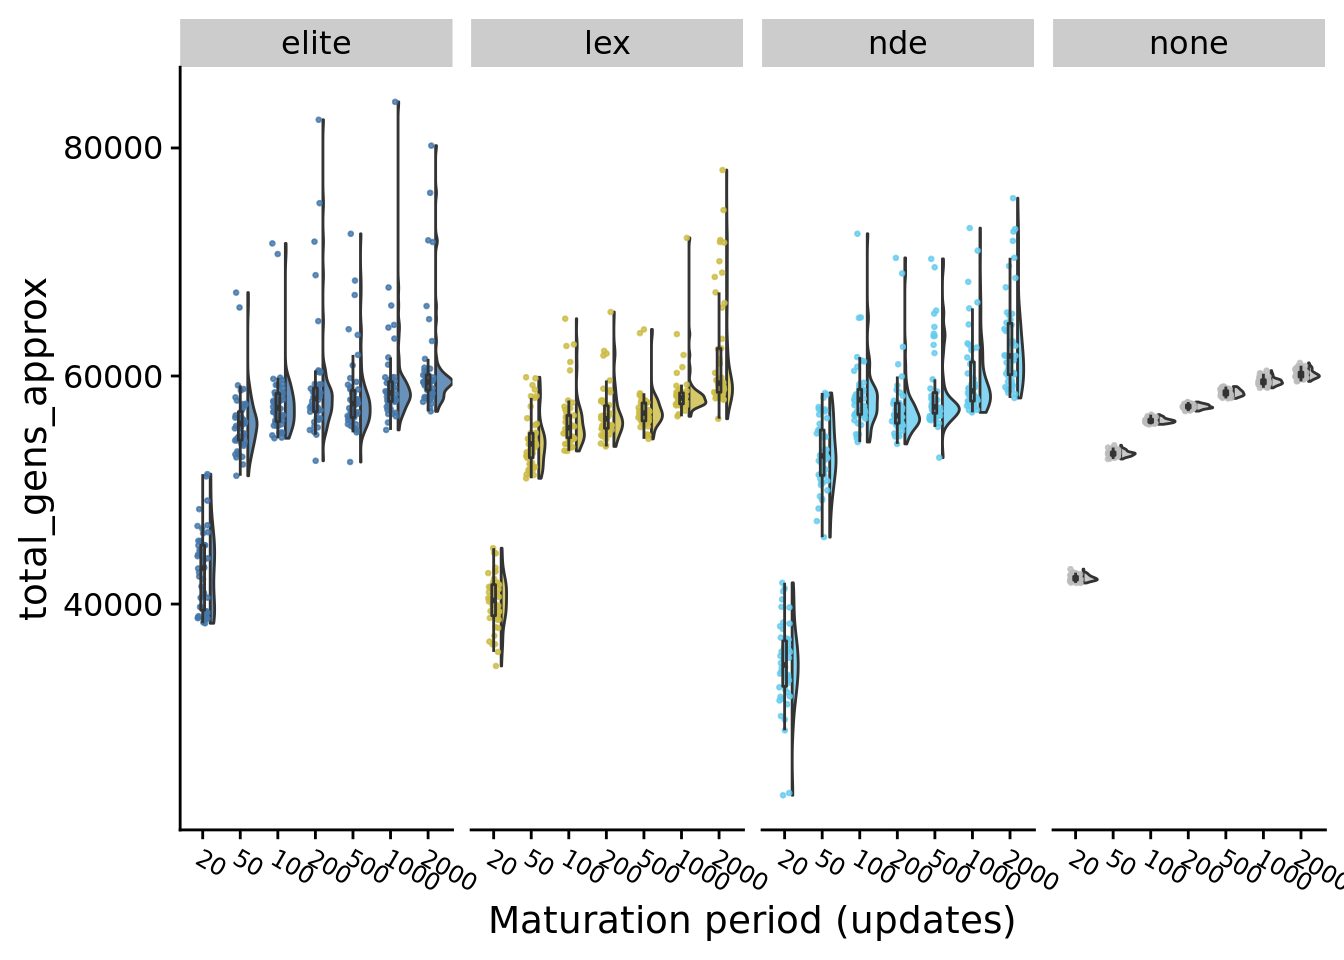 elite lex nde none
80000
60000
40000
total_gens_approx
20 50 100 200 500 1000 2000 20 50 100 200 500 1000 2000 20 50 100 200 500 1000 2000 20 50 100 200 500 1000 2000
Maturation period (updates)